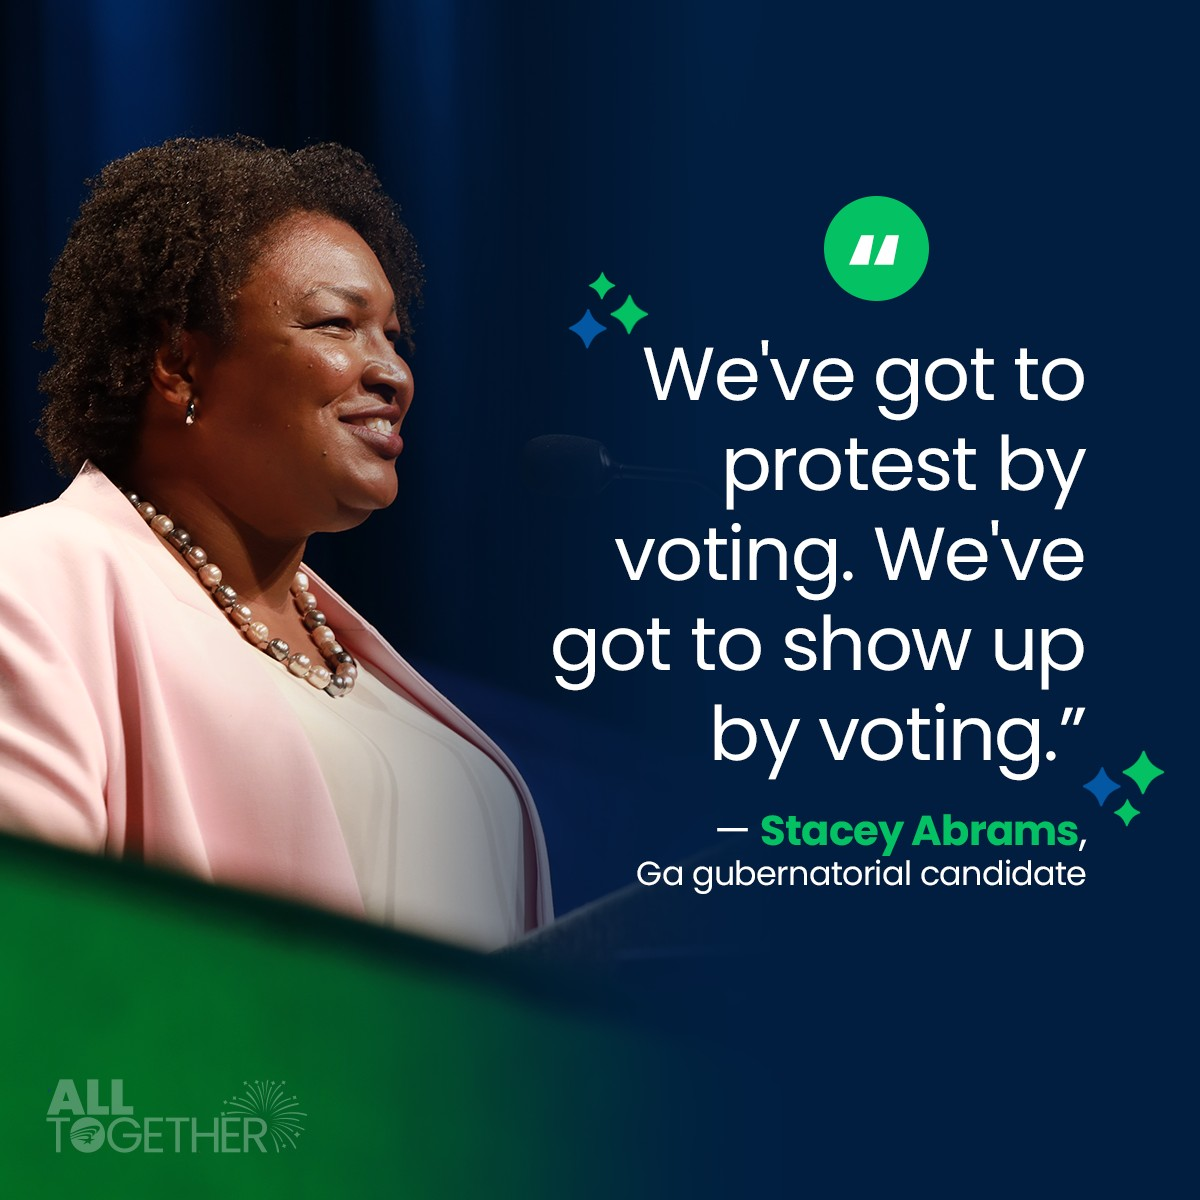 “
We've got to
protest by
voting. We've
got to show up
by voting.”
— Stacey Abrams,
Ga gubernatorial candidate
ALL
TOGETHER